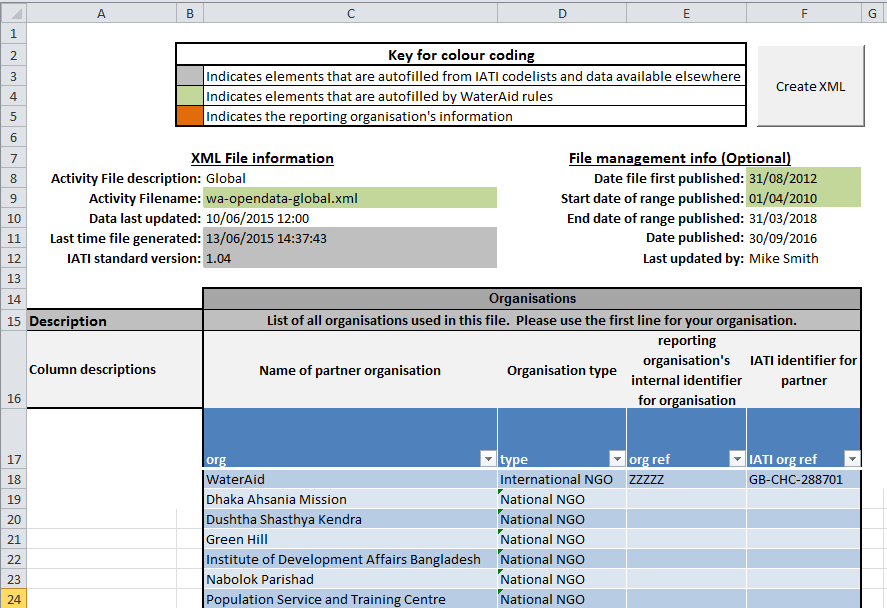 A B C D E F G
1
2 Key for colour coding
3 Indicates elements that are autofilled from IATI codelists and data available elsewhere
Create XML
4 Indicates elements that are autofilled by WaterAid rules
5 Indicates the reporting organisation's information
6
7 XML File information File management info (Optional)
8 Activity File description: Global Date file first published: 31/08/2012
9 Activity Filename: wa-opendata-global.xml Start date of range published: 01/04/2010
10 Data last updated: 10/06/2015 12:00 End date of range published: 31/03/2018
11 Last time file generated: 13/06/2015 14:37:43 Date published: 30/09/2016
12 IATI standard version: 1.04 Last updated by: Mike Smith
13
14 Organisations
15 Description List of all organisations used in this file. Please use the first line for your organisation.
16 Column descriptions Name of partner organisation Organisation type
reporting
organisation's
internal identifier
for organisation
IATI identifier for
partner
17 org type org ref IATI org ref
18 WaterAid International NGO ZZZZZ GB-CHC-288701
19 Dhaka Ahsania Mission National NGO
20 Dushtha Shasthya Kendra National NGO
21 Green Hill National NGO
22 Institute of Development Affairs Bangladesh National NGO
23 Nabolok Parishad National NGO
24 Population Service and Training Centre National NGO